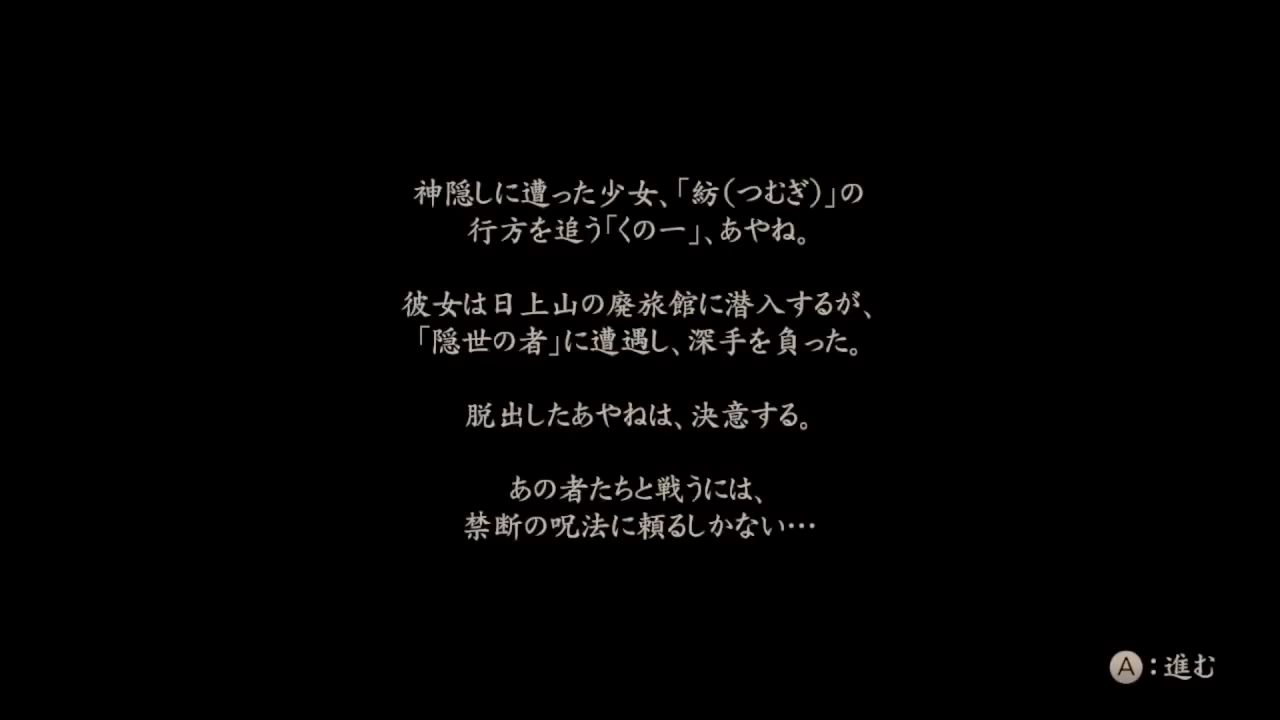 神隠しに遭った少女、「紡(つむぎ)」の
行方を追う「くの一」、あやね。
彼女は日上山の廃旅館に潜入するが、
「隠世の者」に遭遇し、深手を負った。
脱出したあやねは、決意する。
あの者たちと戦うには、
禁断の呪法に頼るしかない…
Ⓐ:進む